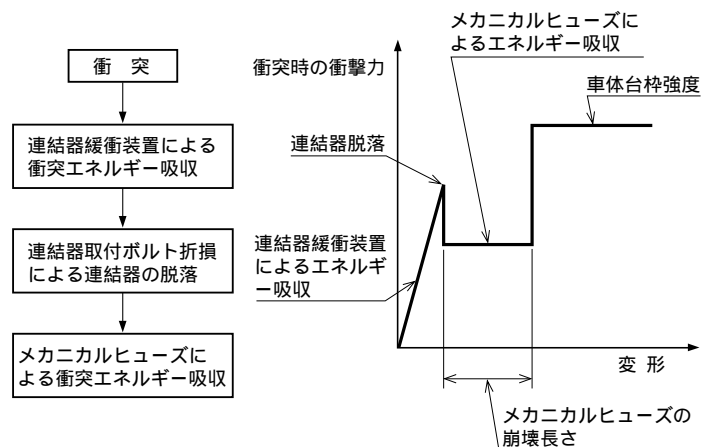 衝 突
連結器緩衝装置による
衝突エネルギー吸収
連結器取付ボルト折損
による連結器の脱落
メカニカルヒューズに
よる衝突エネルギー吸収
メカニカルヒューズに
よるエネルギー吸収
衝突時の衝撃力
車体台枠強度
連結器脱落
連結器緩衝装置
によるエネルギ
ー吸収
変 形
メカニカルヒューズの
崩壊長さ